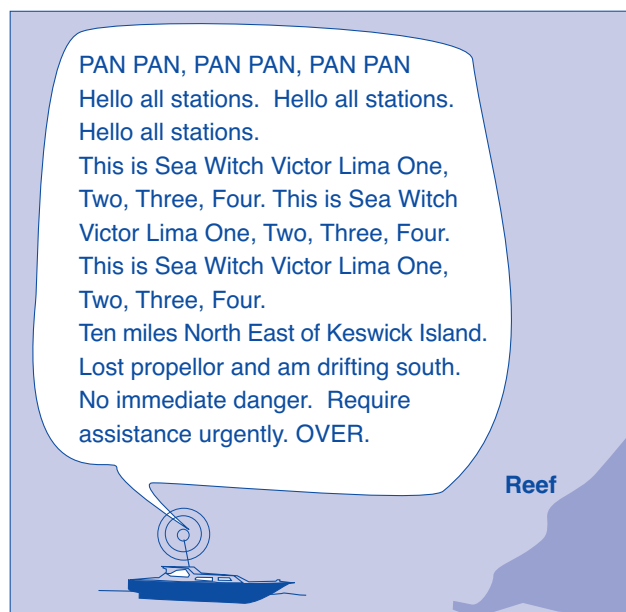 PAN PAN, PAN PAN, PAN PAN
Hello all stations.  Hello all stations.
Hello all stations.
This is Sea Witch Victor Lima One,
Two, Three, Four. This is Sea Witch
Victor Lima One, Two, Three, Four.
This is Sea Witch Victor Lima One,
Two, Three, Four.
Ten miles North East of Keswick Island.
Lost propellor and am drifting south.
No immediate danger.  Require
assistance urgently. OVER.
Reef